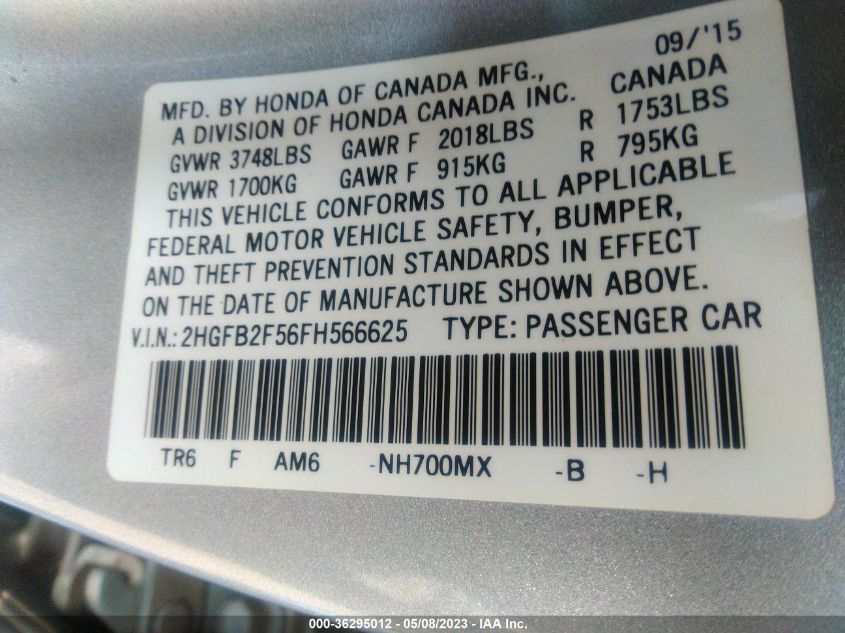 09/'15
MFD. BY HONDA OF CANADA MFG.,
A DIVISION OF HONDA CANADA INC. CANADA
GVWR 3748LBS GAWR F 2018LBS R 1753LBS
GVWR 1700KG GAWR F 915KG R 795KG
THIS VEHICLE CONFORMS TO ALL APPLICABLE
FEDERAL MOTOR VEHICLE SAFETY, BUMPER,
AND THEFT PREVENTION STANDARDS IN EFFECT
ON THE DATE OF MANUFACTURE SHOWN ABOVE.
V.I.N.: 2HGFB2F56FH566625 TYPE: PASSENGER CAR
TR6 F AM6 -NH700MX -B -H
000-36295012 - 05/08/2023 - IAA Inc.